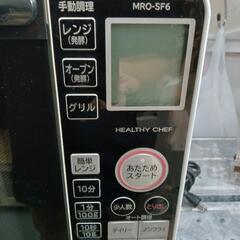 手動調理
MRO-SF6
レンジ
(発酵)
オーブン
(発酵)
グリル
HEALTHY CHEF
簡単
レンジ
あたため
スタート
10分
1分
100g
少人数
とりけし
オート調理
10秒
10g
デイリー
ノンフライ